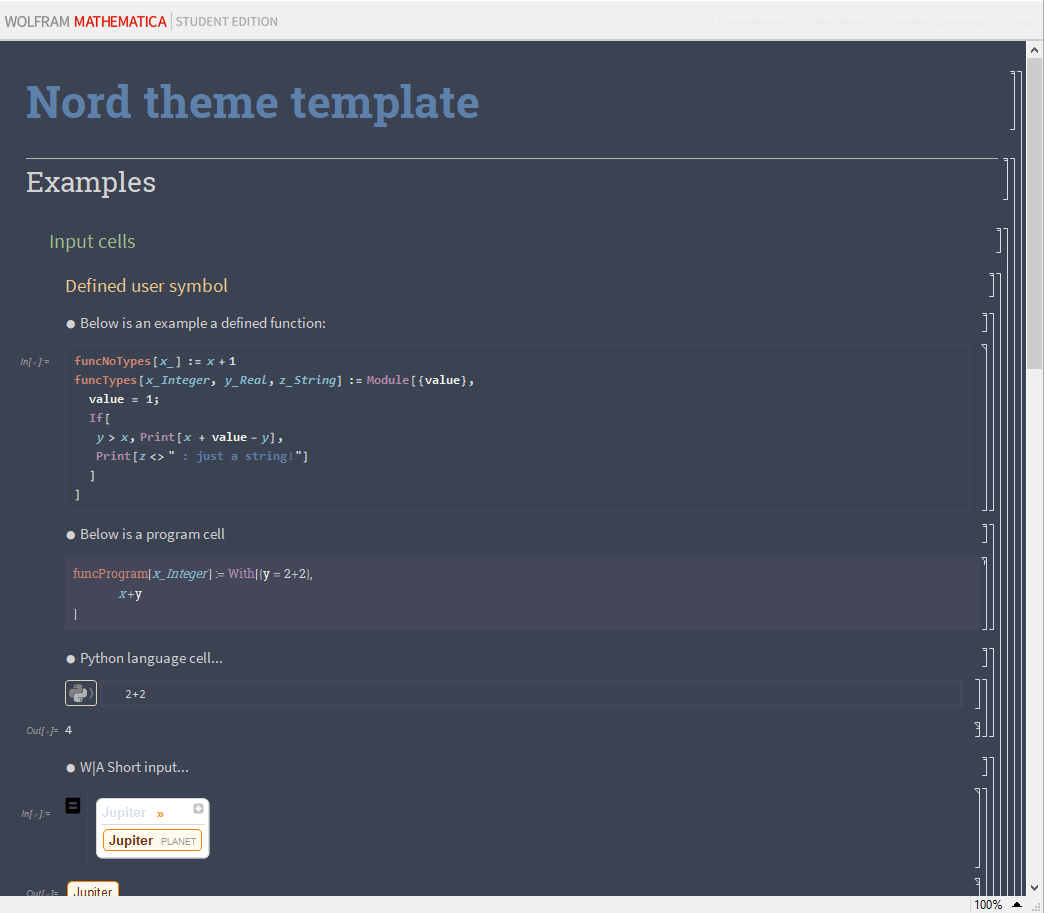 WOLFRAM MATHEMATICA STUDENT EDITION
Nord theme template
Examples
Input cells
Defined user symbol
● Below is an example a defined function:
In[◦]:=
funcNoTypes[x_] := x + 1
funcTypes[x_Integer, y_Real, z_String] := Module[{value},
value = 1;
If[
y > x, Print[x + value - y],
Print[z <> " : just a string!"]
]
]
● Below is a program cell
funcProgram[x_Integer] := With[{y = 2+2},
x+y
]
● Python language cell...
2+2
Out[◦]= 4
● W|A Short input...
In[◦]:=
Jupiter »
Jupiter PLANET
Out[◦]= Jupiter
100%